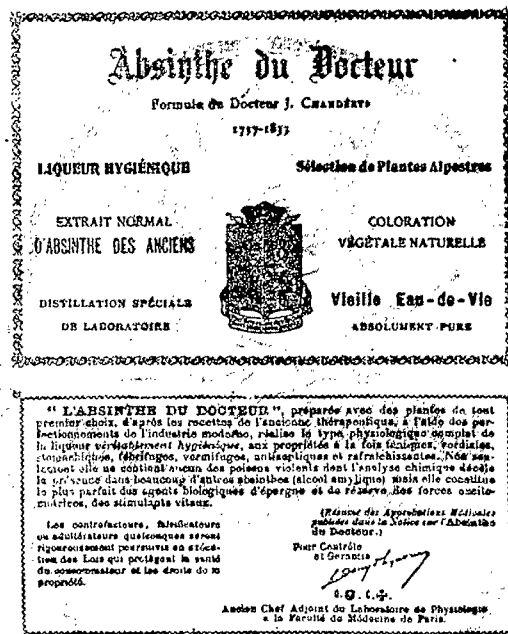 Absinthe du Docteur
Formule du Docteur J.
LIQUEUR HYGIÉNIQUE
Sélection de Plantes Alpestres
EXTRAIT NORMAL
D'ABSINTHE DES ANCIENS
COLORATION
VÉGÉTALE NATURELLE
DISTILLATION SPÉCIALE
DE LABORATOIRE
Vieille Eau-de-Vie
ABSOLUMENT PURE
" L'ABSINTHE DU DOCTEUR ", préparée avec des plantes de tout
premier choix, d'après les recettes de l'ancienne thérapeutique, à l'aide des per-
fectionnements de l'industrie moderne, réalise le type physiologique complet de
la liqueur véritablement hygiénique, aux propriétés à la fois toniques, cordiales,
stomachiques, fébrifuges, vermifuges, antiseptiques et rafraîchissantes. Non seu-
lement elle ne contient aucun des poisons violents dont l'analyse chimique décèle
la présence dans beaucoup d'autres absinthes (alcool amylique) mais elle constitue
le plus parfait des agents biologiques d'épargne et de réserve des forces excito-
motrices, des stimulants vitaux.
(Résumé des Approbations Médicales
publiées dans la Notice sur l'Absinthe
du Docteur.)
Les contrefacteurs, falsificateurs
ou adultérateurs quelconques seront
rigoureusement poursuivis en exécu-
tion des Lois qui protègent la santé
du consommateur et les droits de la
propriété.
Pour Contrôle
et Garantie
Ancien Chef Adjoint du Laboratoire de Physiologie
à la Faculté de Médecine de Paris.